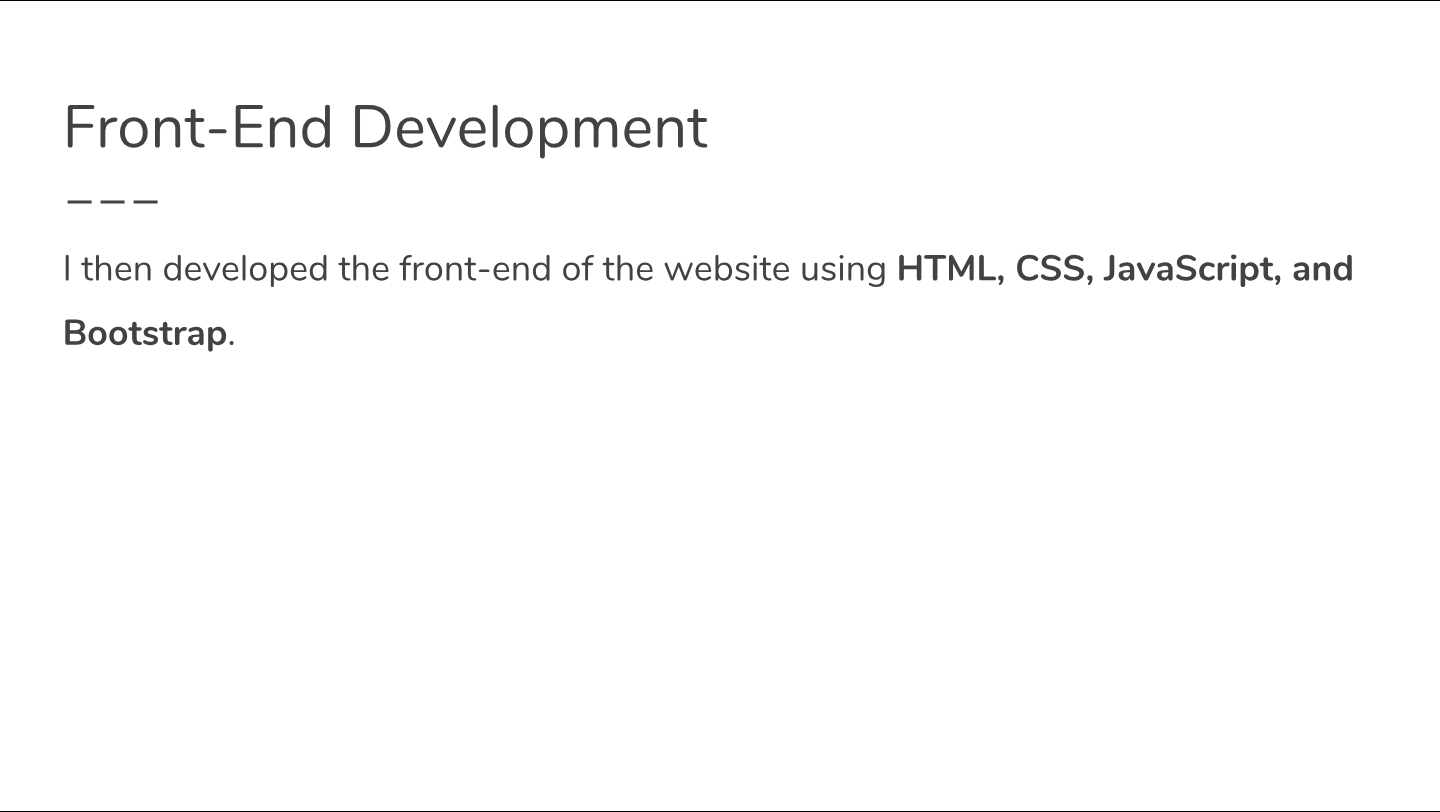 Front-End Development
I then developed the front-end of the website using HTML, CSS, JavaScript, and
Bootstrap.